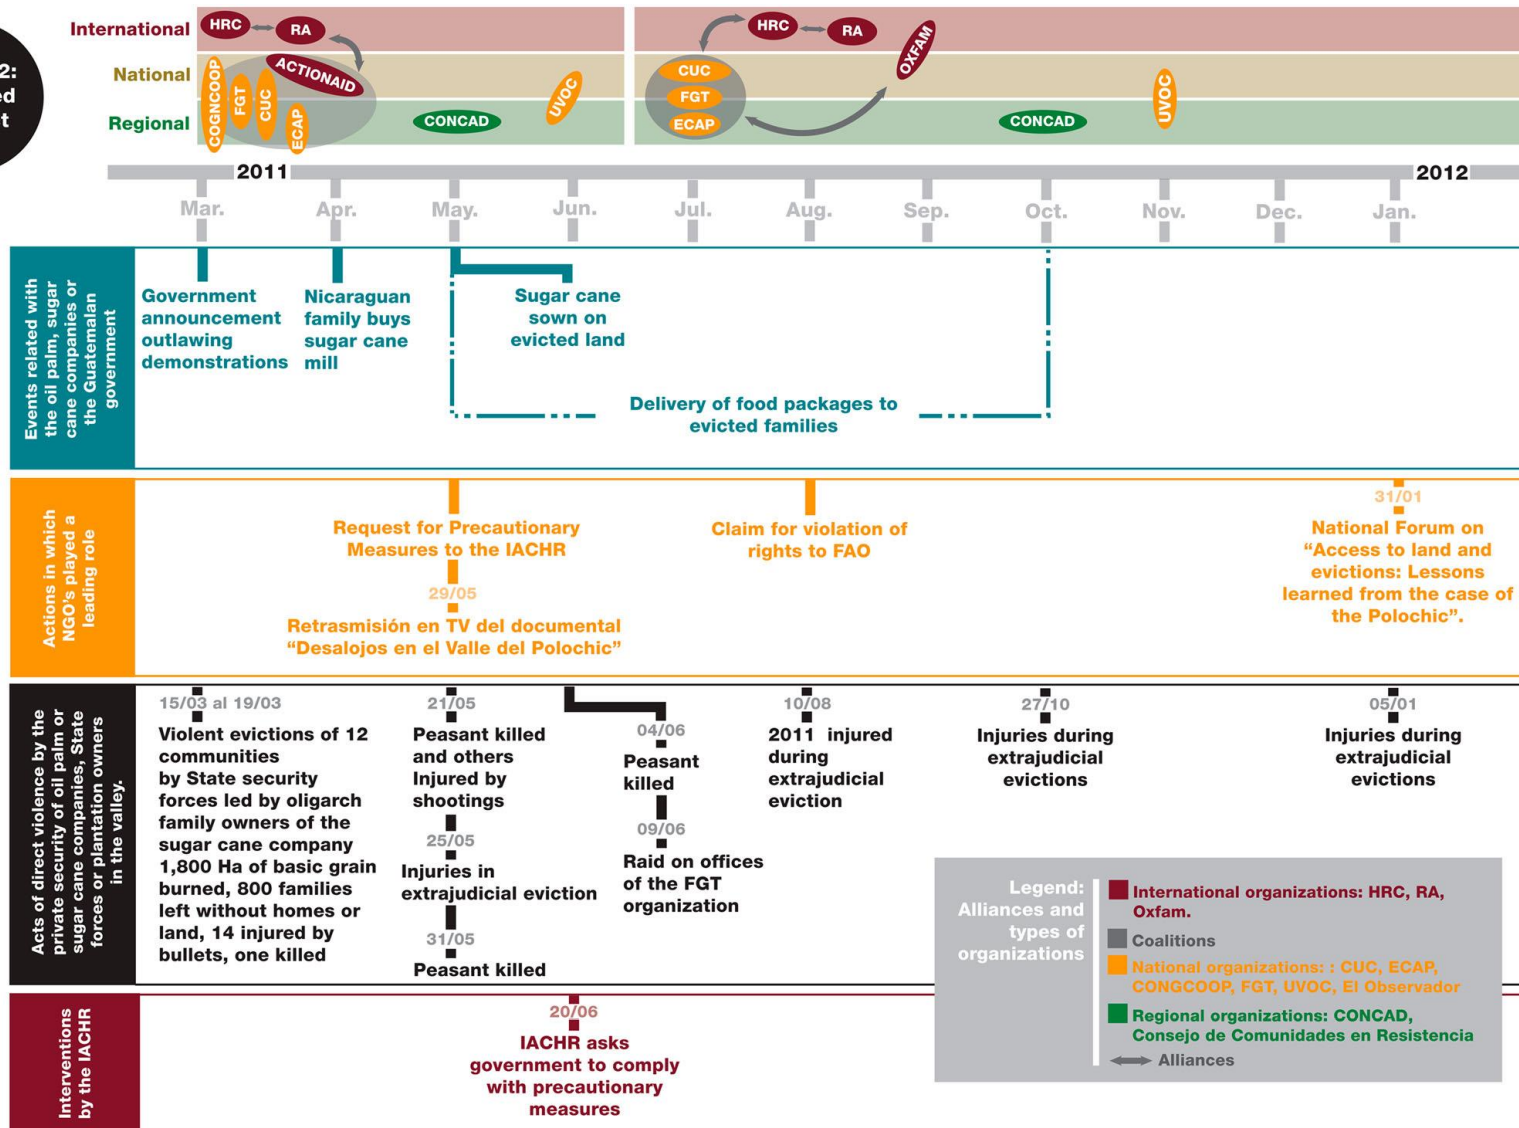 2:
ed
t
International
National
Regional
HRC
RA
ACTIONAID
COGNCOOP
FGT
CUC
ECAP
CONCAD
UVOC
HRC
RA
OXFAM
CUC
FGT
ECAP
CONCAD
UVOC
2011
2012
Mar.
Apr.
May.
Jun.
Jul.
Aug.
Sep.
Oct.
Nov.
Dec.
Jan.
Events related with
the oil palm, sugar
cane companies or
the Guatemalan
government
Government
announcement
outlawing
demonstrations
Nicaraguan
family buys
sugar cane
mill
Sugar cane
sown on
evicted land
Delivery of food packages to
evicted families
Actions in which
NGO's played a
leading role
Request for Precautionary
Measures to the IACHR
29/05
Retrasmisión en TV del documental
“Desalojos en el Valle del Polochic”
Claim for violation of
rights to FAO
31/01
National Forum on
“Access to land and
evictions: Lessons
learned from the case of
the Polochic”.
Acts of direct violence by the
private security of oil palm or
sugar cane companies, State
forces or plantation owners
in the valley.
15/03 al 19/03
Violent evictions of 12
communities
by State security
forces led by oligarch
family owners of the
sugar cane company
1,800 Ha of basic grain
burned, 800 families
left without homes or
land, 14 injured by
bullets, one killed
21/05
Peasant killed
and others
Injured by
shootings
25/05
Injuries in
extrajudicial eviction
31/05
Peasant killed
04/06
Peasant
killed
09/06
Raid on offices
of the FGT
organization
10/08
2011 injured
during
extrajudicial
eviction
27/10
Injuries during
extrajudicial
evictions
05/01
Injuries during
extrajudicial
evictions
Legend:
Alliances and
types of
organizations
International organizations: HRC, RA,
Oxfam.
Coalitions
National organizations: : CUC, ECAP,
CONGCOOP, FGT, UVOC, El Observador
Regional organizations: CONCAD,
Consejo de Comunidades en Resistencia
Alliances
Interventions
by the IACHR
20/06
IACHR asks
government to comply
with precautionary
measures